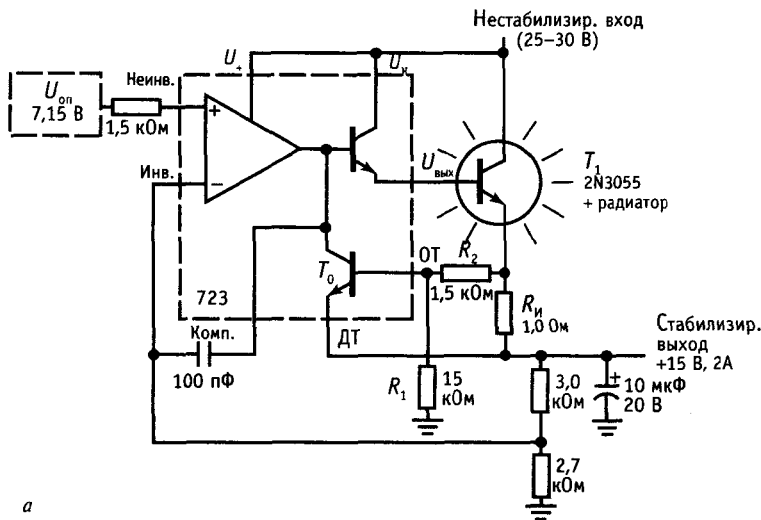 Нестабилизир. вход
(25–30 В)
U₊
Uк
Неинв.
Uоп
7,15 В
1,5 кОм
+
Инв.
−
Uвых
T₁
2N3055
+ радиатор
ОТ
R₂
T₀
1,5 кОм
Rи
1,0 Ом
723
Комп.
ДТ
100 пФ
Стабилизир.
выход
+15 В, 2А
R₁
15
кОм
3,0
кОм
+
10 мкФ
20 В
2,7
кОм
а